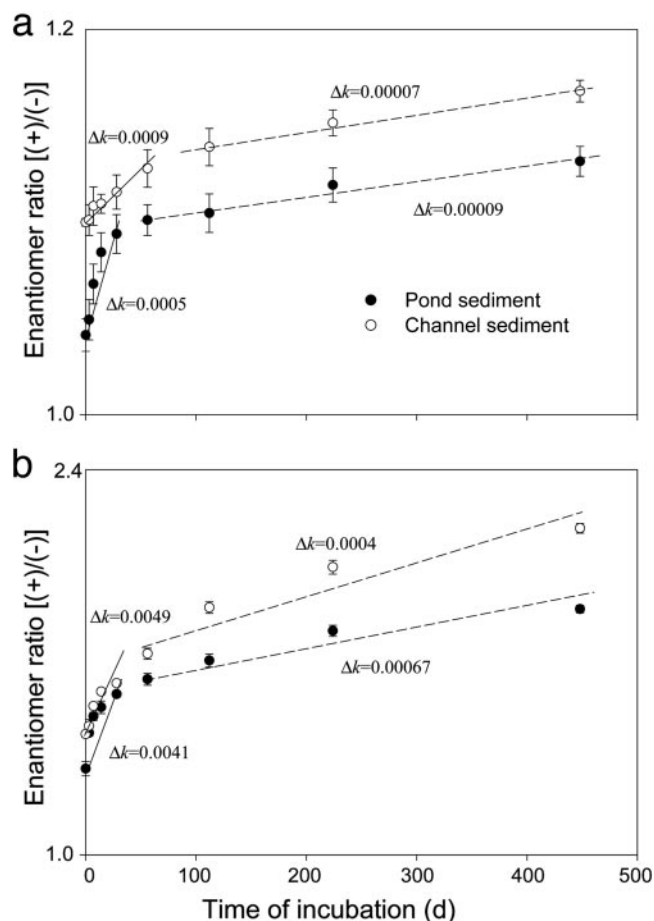 a
1.2
Δk=0.00007
Δk=0.0009
Enantiomer ratio [(+)/(-)]
Δk=0.00009
Δk=0.0005
Pond sediment
Channel sediment
1.0
b
2.4
Δk=0.0004
Δk=0.0049
Enantiomer ratio [(+)/(-)]
Δk=0.00067
Δk=0.0041
1.0
0 100 200 300 400 500
Time of incubation (d)